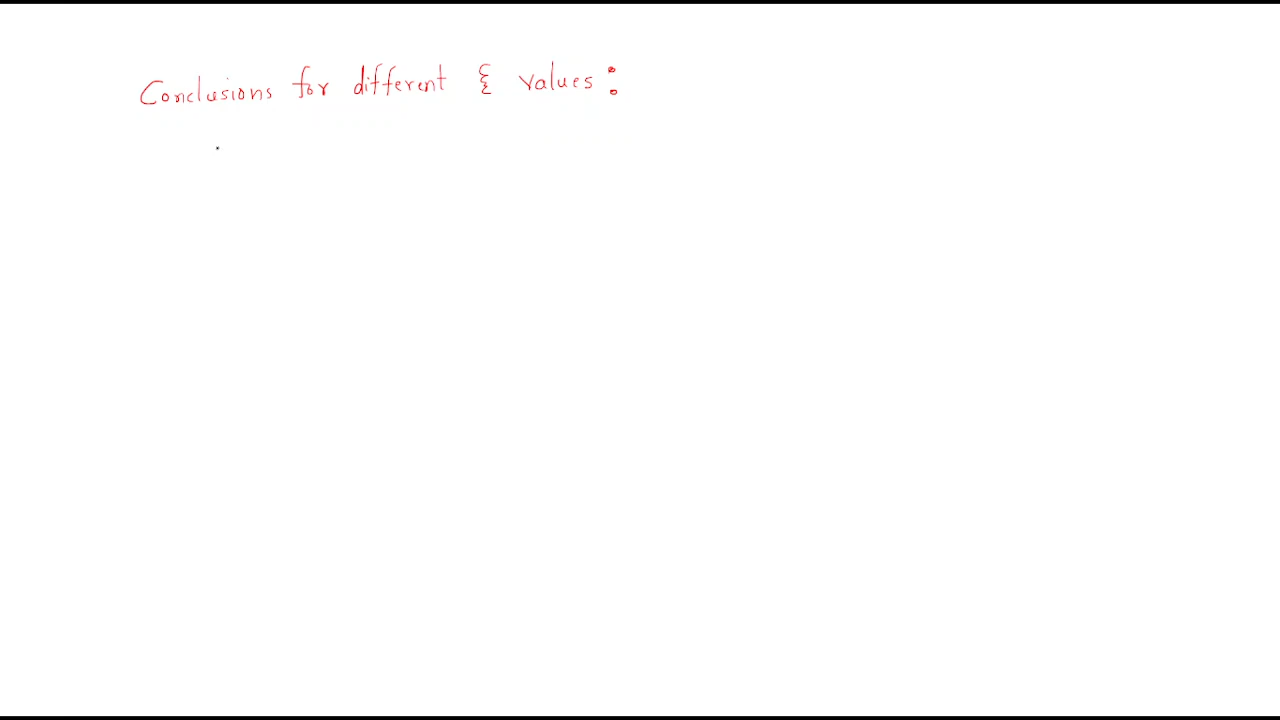 Conclusions for different ξ values :